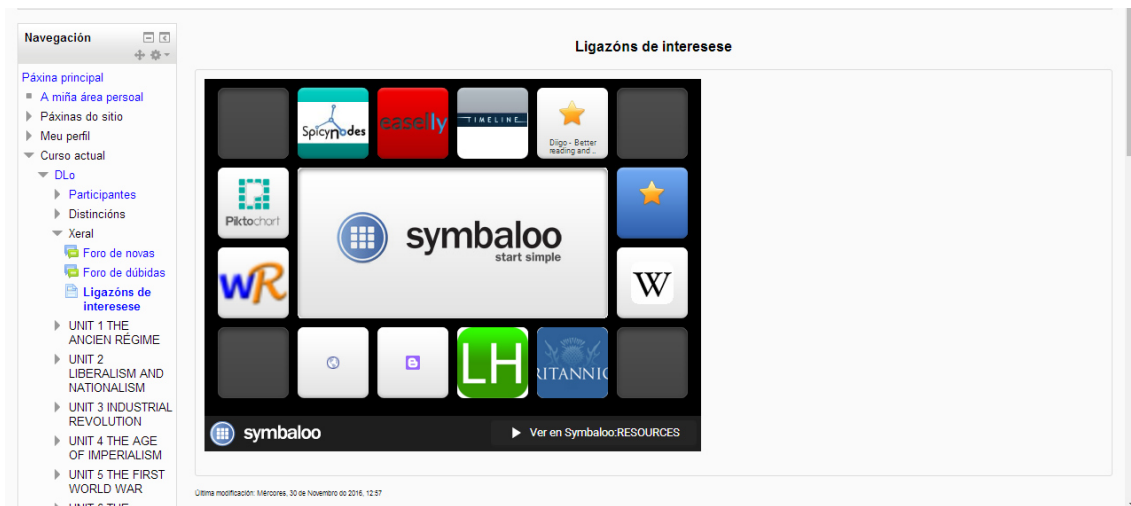 Navegación
Páxina principal
A miña área persoal
Páxinas do sitio
Meu perfil
Curso actual
DLo
Participantes
Distincións
Xeral
Foro de novas
Foro de dúbidas
Ligazóns de
interesese
UNIT 1 THE
ANCIEN RÉGIME
UNIT 2
LIBERALISM AND
NATIONALISM
UNIT 3 INDUSTRIAL
REVOLUTION
UNIT 4 THE AGE
OF IMPERIALISM
UNIT 5 THE FIRST
WORLD WAR
Ligazóns de interesese
Spicynodes
easelly
TIMELINE
Diigo - Better
reading and ..
Piktochart
symbaloo
start simple
WR
W
LH
RITANNIC
symbaloo
Ver en Symbaloo:RESOURCES
Última modificación: Mércores, 30 de Novembro do 2016, 12:57